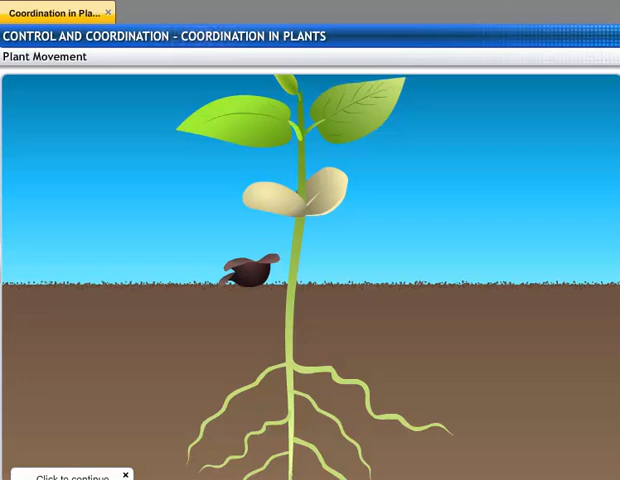 Coordination in Pla...
CONTROL AND COORDINATION – COORDINATION IN PLANTS
Plant Movement
Click to continue